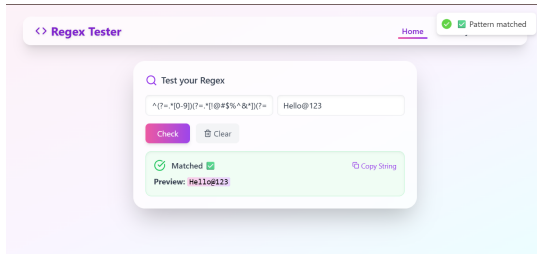 <> Regex Tester
Home
✅ Pattern matched
Test your Regex
^(?=.*[0-9])(?=.*[!@#$%^&*])(?=
Hello@123
Check
Clear
Matched ✅
Copy String
Preview: Hello@123